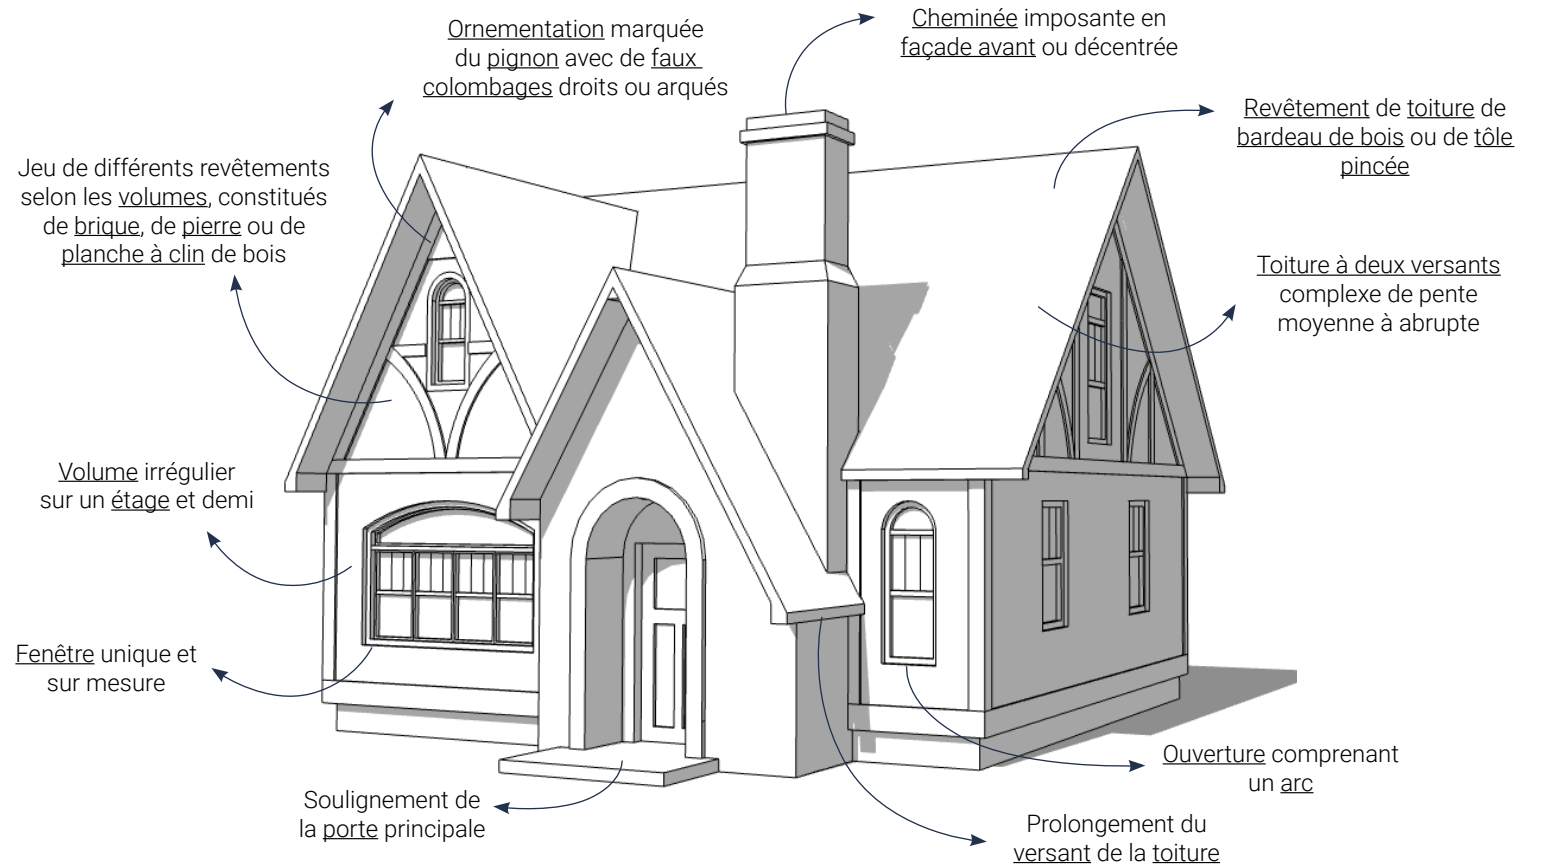 Ornementation marquée
du pignon avec de faux
colombages droits ou arqués
Cheminée imposante en
façade avant ou décentrée
Revêtement de toiture de
bardeau de bois ou de tôle
pincée
Jeu de différents revêtements
selon les volumes, constitués
de brique, de pierre ou de
planche à clin de bois
Toiture à deux versants
complexe de pente
moyenne à abrupte
Volume irrégulier
sur un étage et demi
Fenêtre unique et
sur mesure
Ouverture comprenant
un arc
Soulignement de
la porte principale
Prolongement du
versant de la toiture